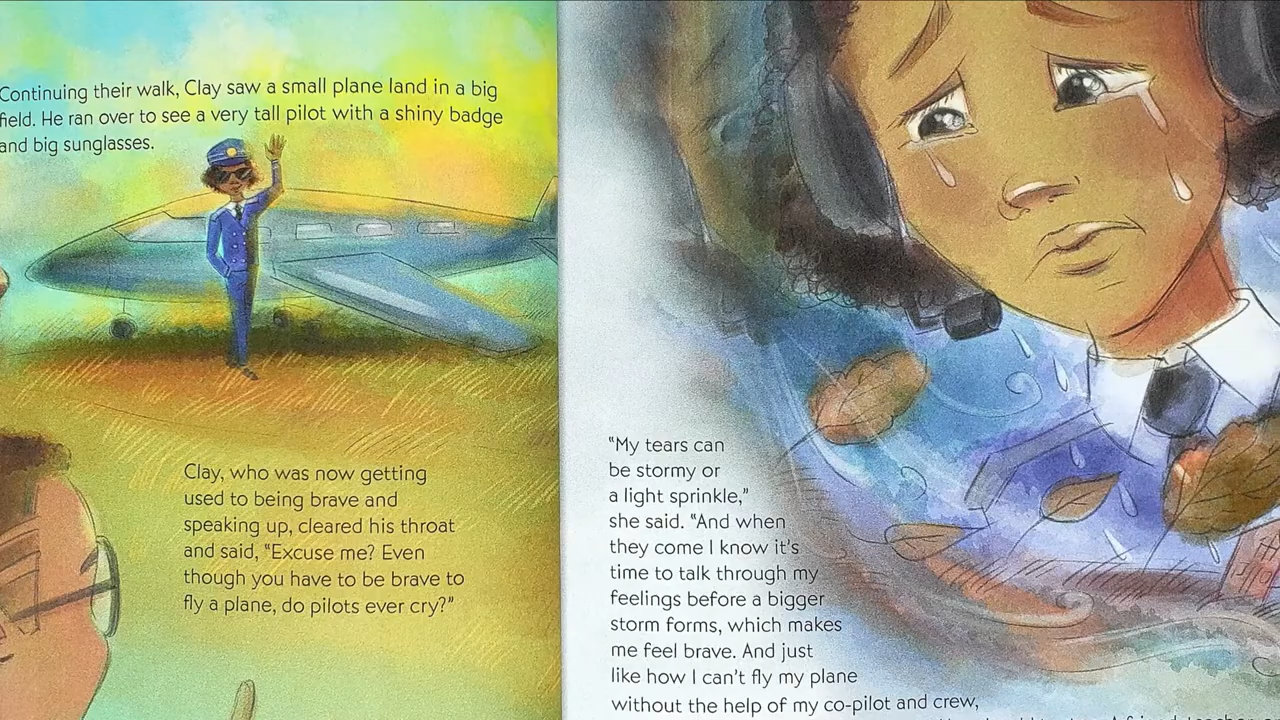 Continuing their walk, Clay saw a small plane land in a big
field. He ran over to see a very tall pilot with a shiny badge
and big sunglasses.
Clay, who was now getting
used to being brave and
speaking up, cleared his throat
and said, “Excuse me? Even
though you have to be brave to
fly a plane, do pilots ever cry?”
“My tears can
be stormy or
a light sprinkle,”
she said. “And when
they come I know it’s
time to talk through my
feelings before a bigger
storm forms, which makes
me feel brave. And just
like how I can’t fly my plane
without the help of my co-pilot and crew,